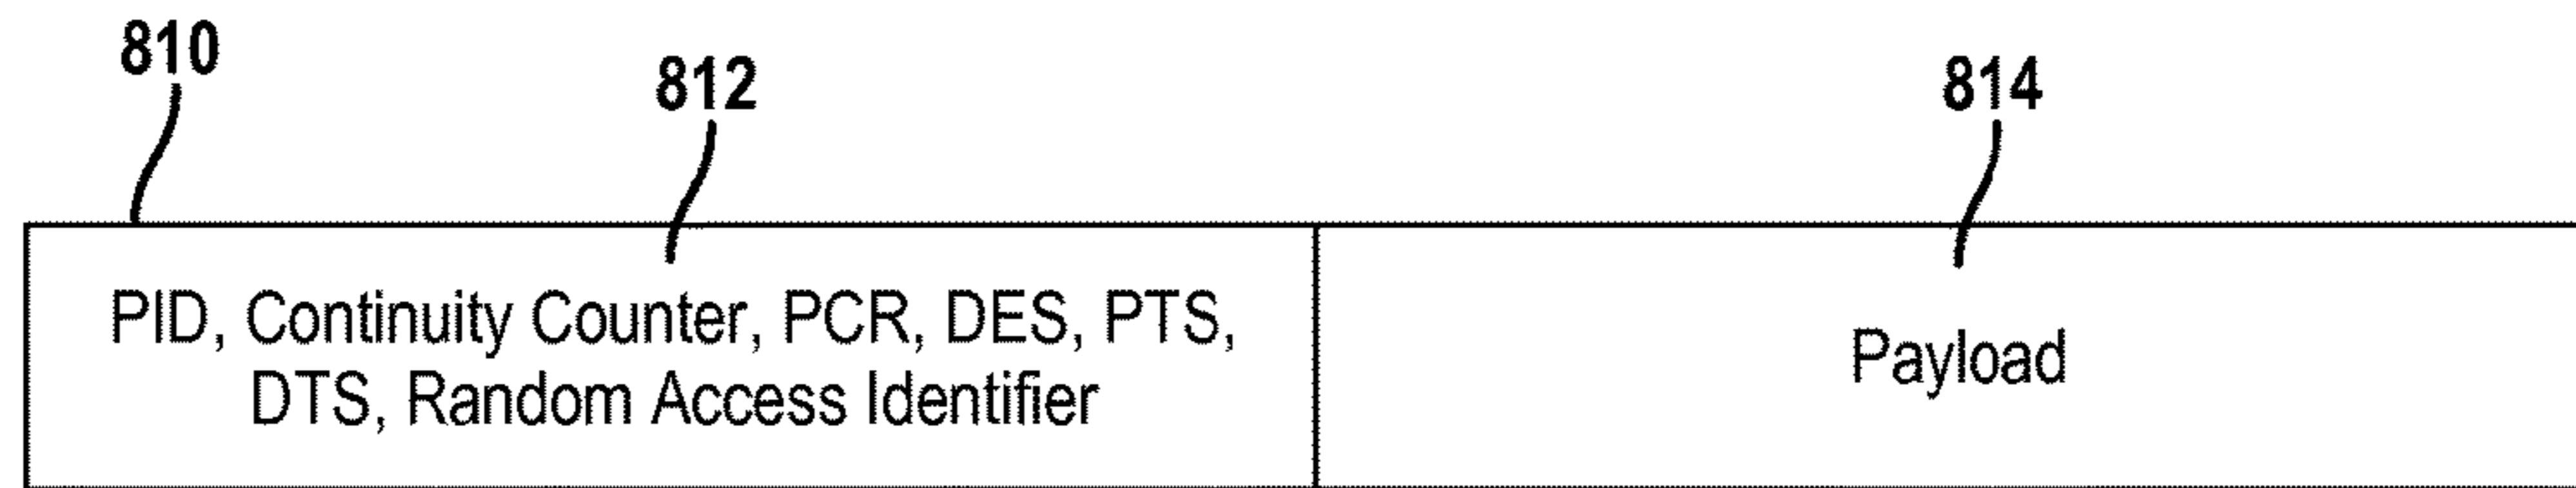 810
812
814
PID, Continuity Counter, PCR, DES, PTS,
DTS, Random Access Identifier
Payload